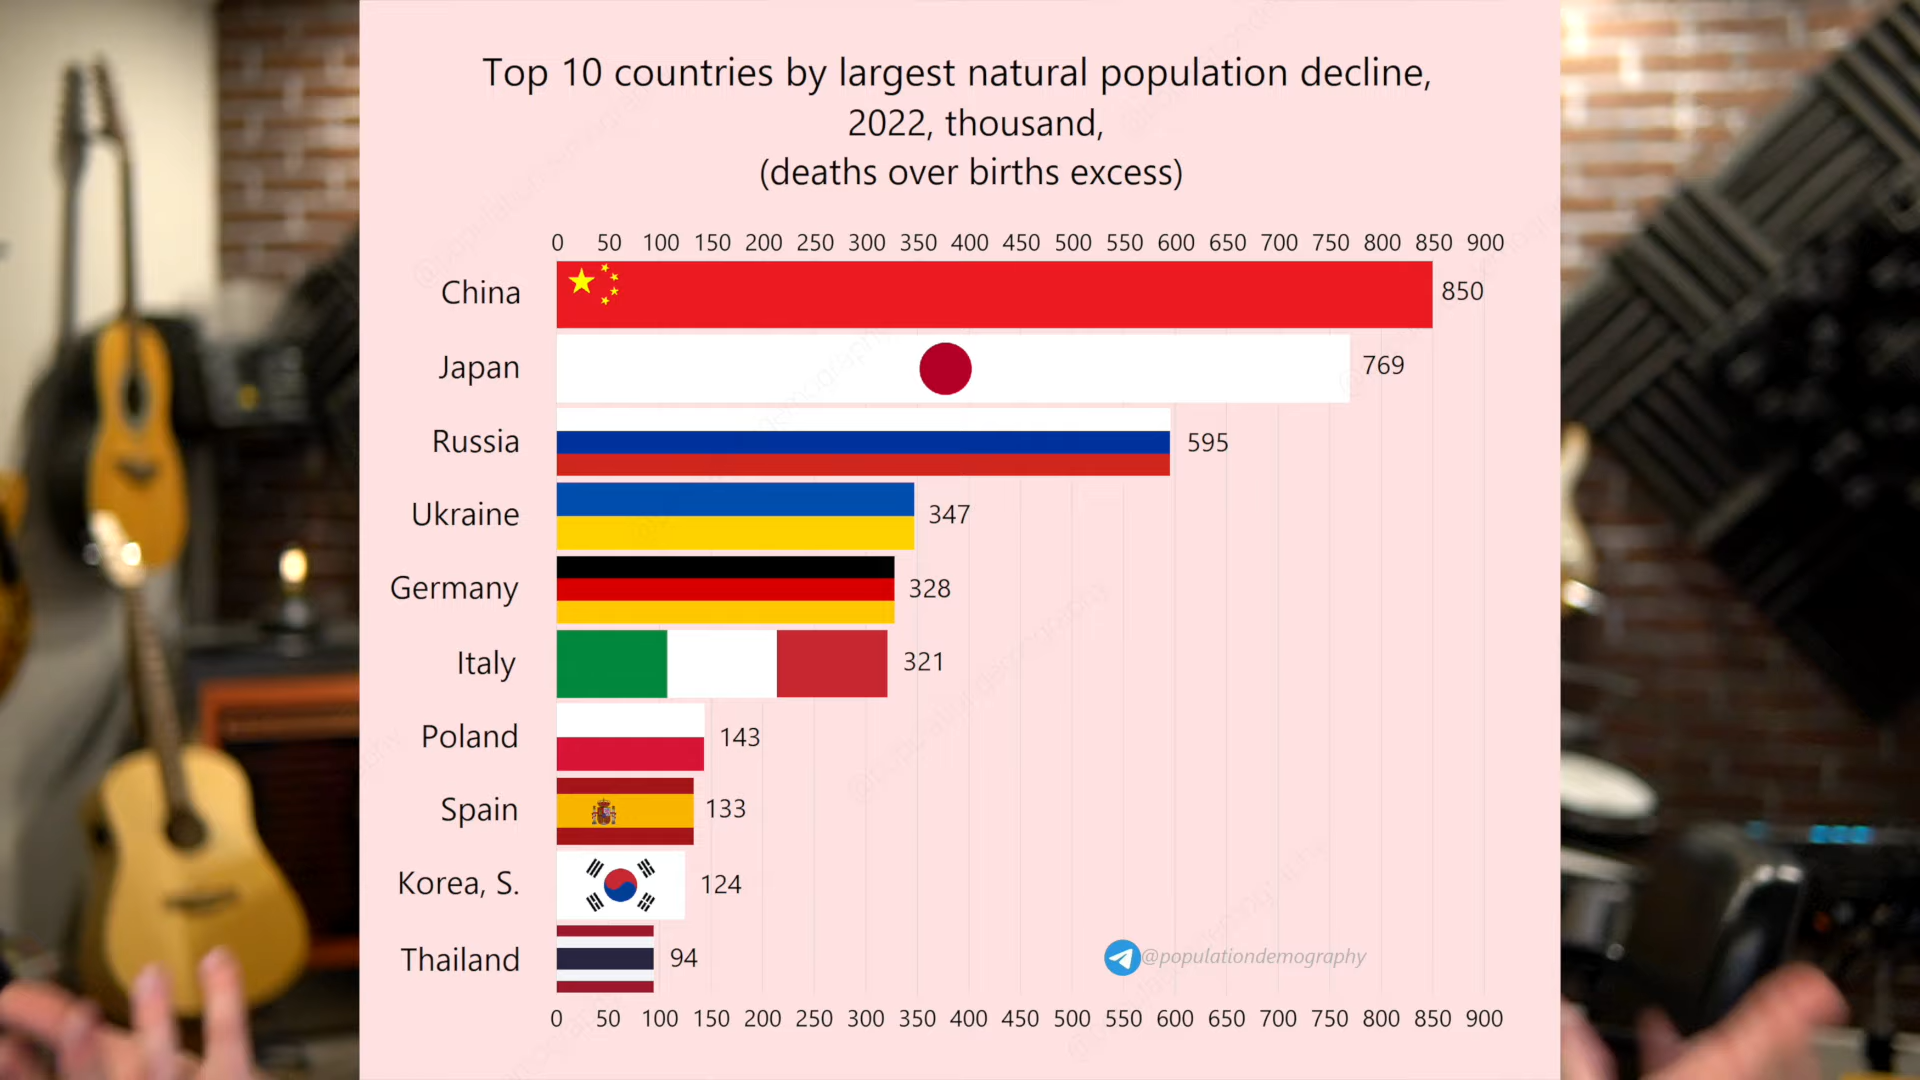 Top 10 countries by largest natural population decline,
2022, thousand,
(deaths over births excess)
0 50 100 150 200 250 300 350 400 450 500 550 600 650 700 750 800 850 900
China 850
Japan 769
Russia 595
Ukraine 347
Germany 328
Italy 321
Poland 143
Spain 133
Korea, S. 124
Thailand 94
@populationdemography
0 50 100 150 200 250 300 350 400 450 500 550 600 650 700 750 800 850 900